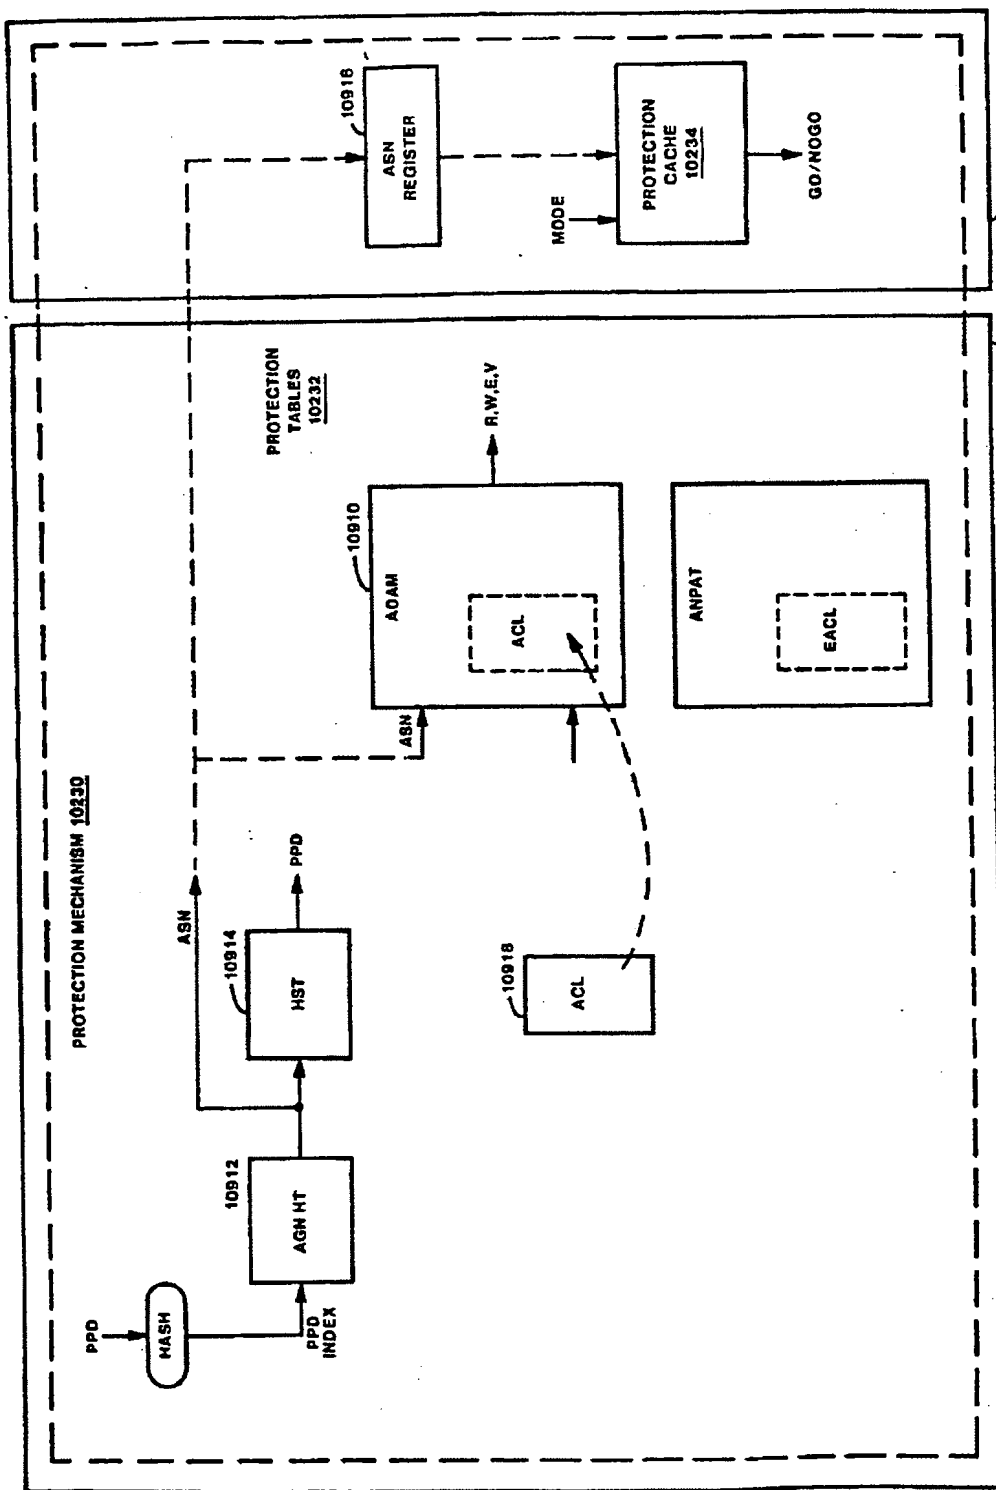 PROTECTION MECHANISM 10230
PPD
HASH
PPD
INDEX
10912
AGN HT
ASN
10914
HST
PPD
10918
ACL
ASN
10910
AOAM
ACL
R,W,E,V
ANPAT
EACL
PROTECTION
TABLES
10232
10916
ASN
REGISTER
MODE
PROTECTION
CACHE
10234
GO/NOGO